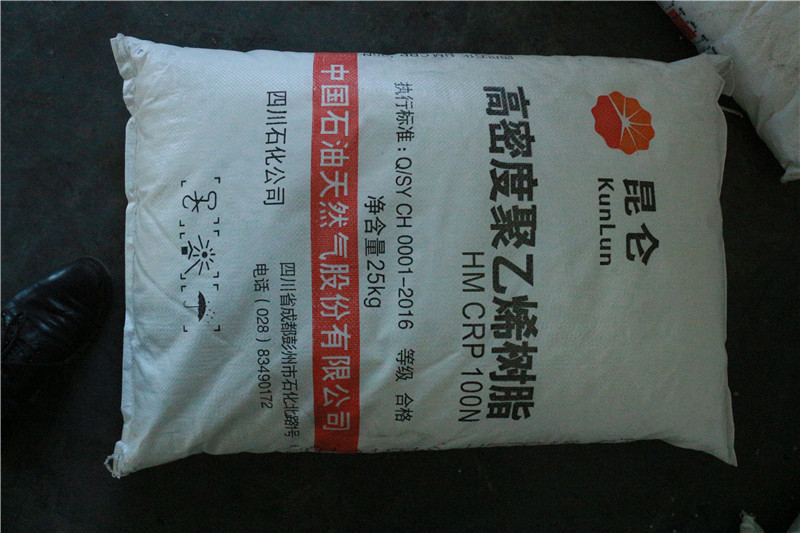 昆仑
KunLun
高密度聚乙烯树脂
HM CRP 100N
执行标准：Q/SY CH 0001-2016 等级 合格
净含量25kg
中国石油天然气股份有限公司
四川石化公司
四川省成都彭州市石化北路1号
电话（028）83490172